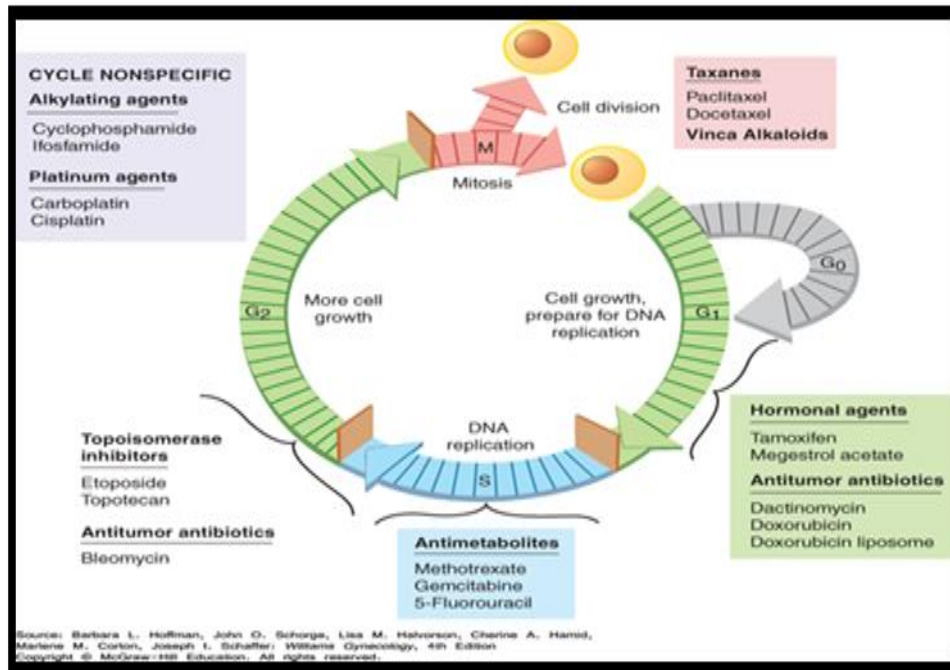 CYCLE NONSPECIFIC
Alkylating agents
Cyclophosphamide
Ifosfamide
Platinum agents
Carboplatin
Cisplatin
M
Mitosis
Cell division
Taxanes
Paclitaxel
Docetaxel
Vinca Alkaloids
G2
More cell
growth
Cell growth,
prepare for DNA
replication
G1
G0
DNA
replication
S
Topoisomerase
inhibitors
Etoposide
Topotecan
Antitumor antibiotics
Bleomycin
Antimetabolites
Methotrexate
Gemcitabine
5-Fluorouracil
Hormonal agents
Tamoxifen
Megestrol acetate
Antitumor antibiotics
Dactinomycin
Doxorubicin
Doxorubicin liposome
Source: Barbara L. Hoffman, John O. Schorge, Lisa M. Halvorson, Cherine A. Hamid,
Marlene M. Corton, Joseph I. Schaffer: Williams Gynecology, 4th Edition
Copyright © McGraw-Hill Education. All rights reserved.